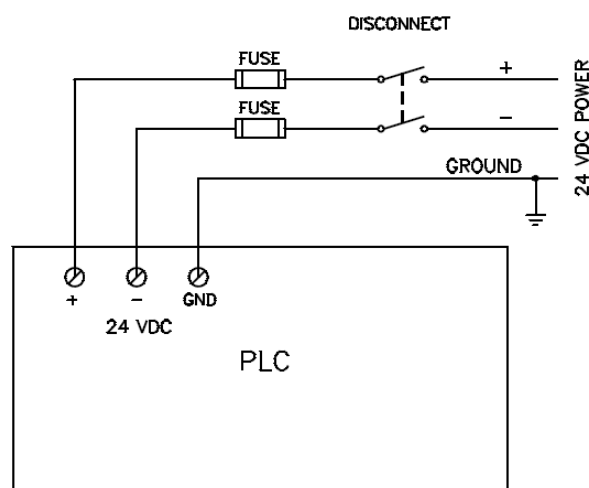 DISCONNECT
FUSE
+
FUSE
–
GROUND
24 VDC POWER
+ – GND
24 VDC
PLC